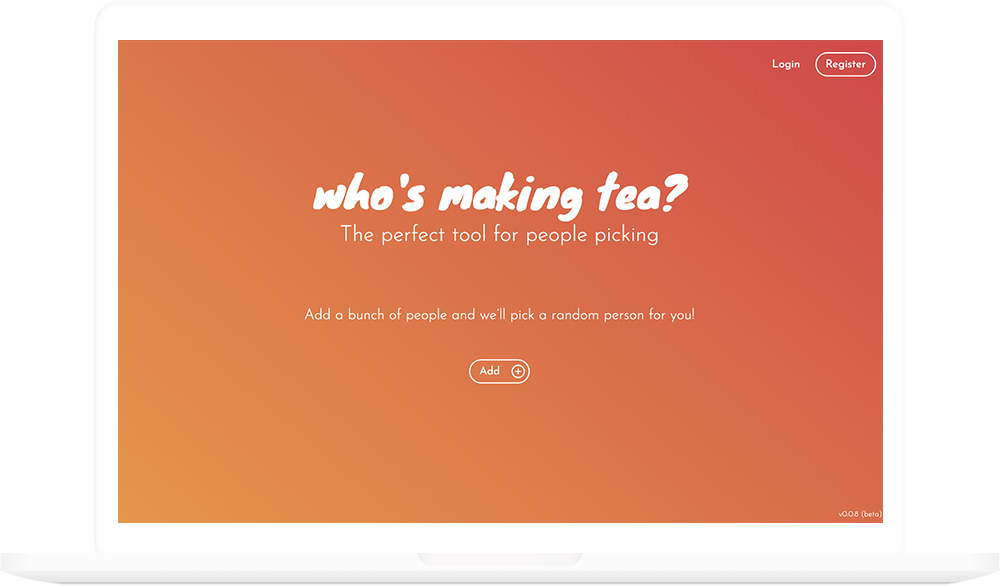 Login
Register
who's making tea?
The perfect tool for people picking
Add a bunch of people and we'll pick a random person for you!
Add
v0.0.8 (beta)